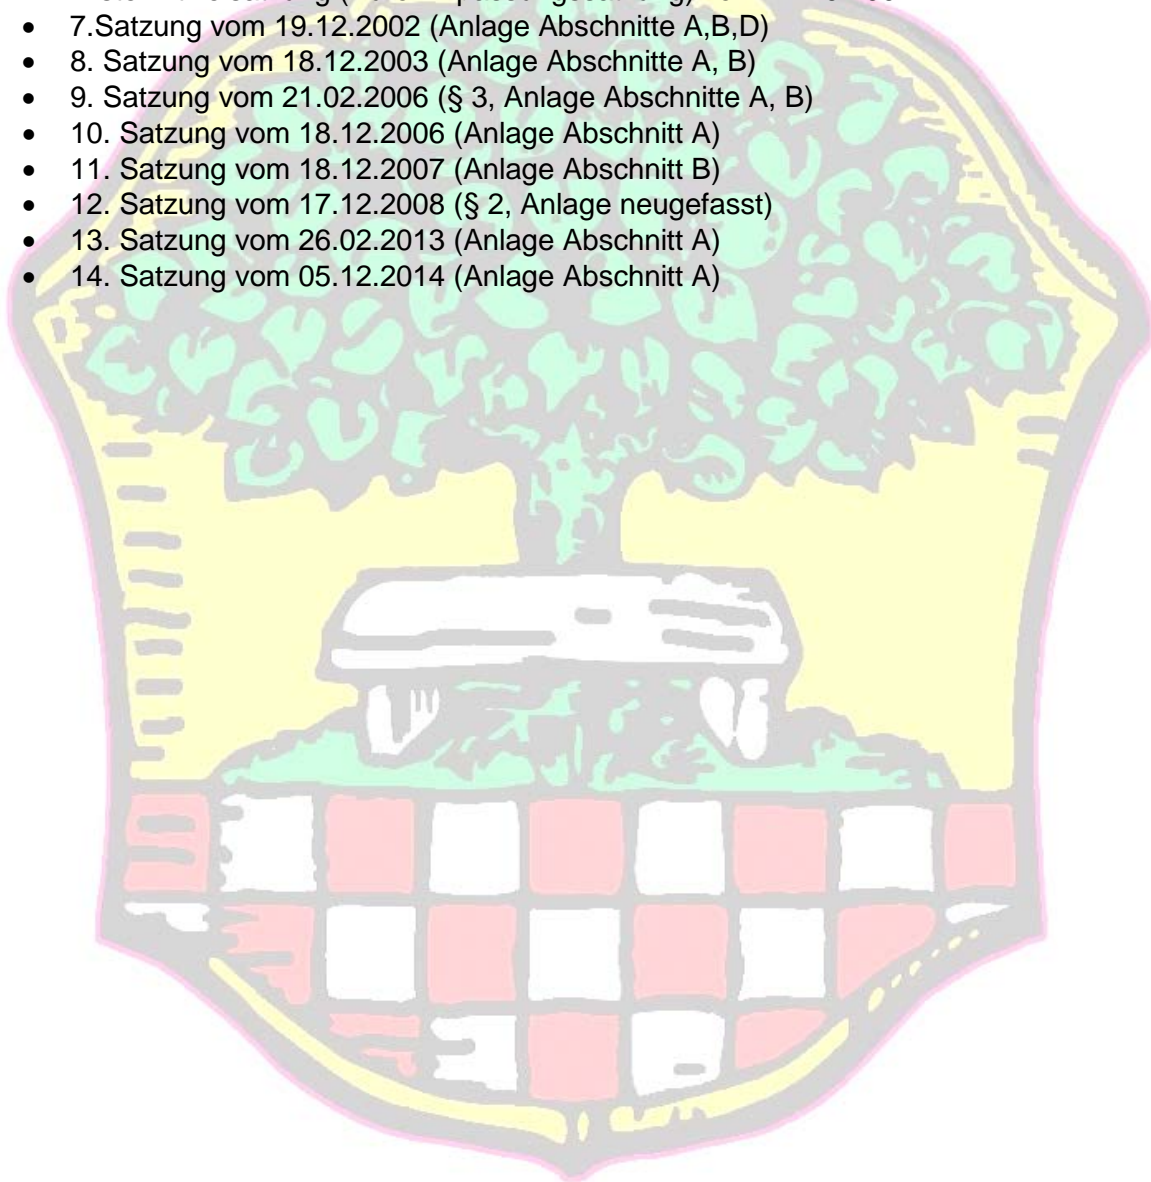 • 7.Satzung vom 19.12.2002 (Anlage Abschnitte A,B,D)
• 8. Satzung vom 18.12.2003 (Anlage Abschnitte A, B)
• 9. Satzung vom 21.02.2006 (§ 3, Anlage Abschnitte A, B)
• 10. Satzung vom 18.12.2006 (Anlage Abschnitt A)
• 11. Satzung vom 18.12.2007 (Anlage Abschnitt B)
• 12. Satzung vom 17.12.2008 (§ 2, Anlage neugefasst)
• 13. Satzung vom 26.02.2013 (Anlage Abschnitt A)
• 14. Satzung vom 05.12.2014 (Anlage Abschnitt A)